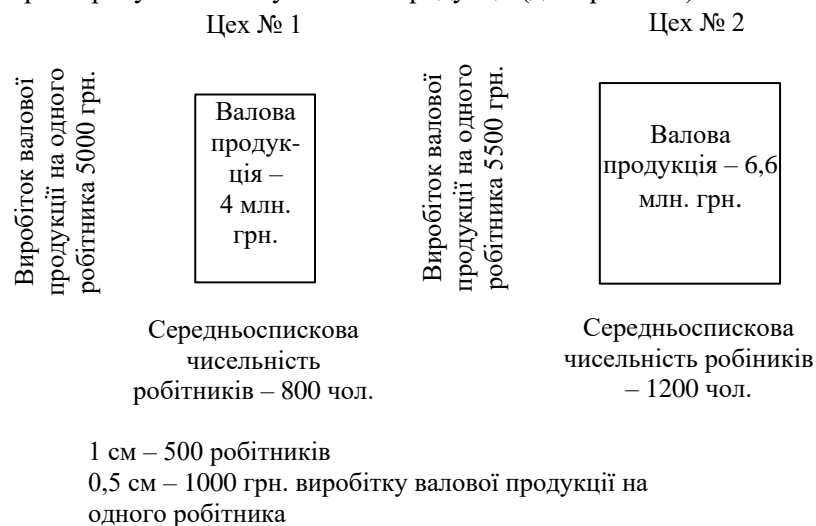 Цех № 1
Цех № 2
Виробіток валової
продукції на одного
робітника 5000 грн.
Валова
продук-
ція –
4 млн.
грн.
Виробіток валової
продукції на одного
робітника 5500 грн.
Валова
продукція – 6,6
млн. грн.
Середньоспискова
чисельність
робітників – 800 чол.
Середньоспискова
чисельність робіників
– 1200 чол.
1 см – 500 робітників
0,5 см – 1000 грн. виробітку валової продукції на
одного робітника